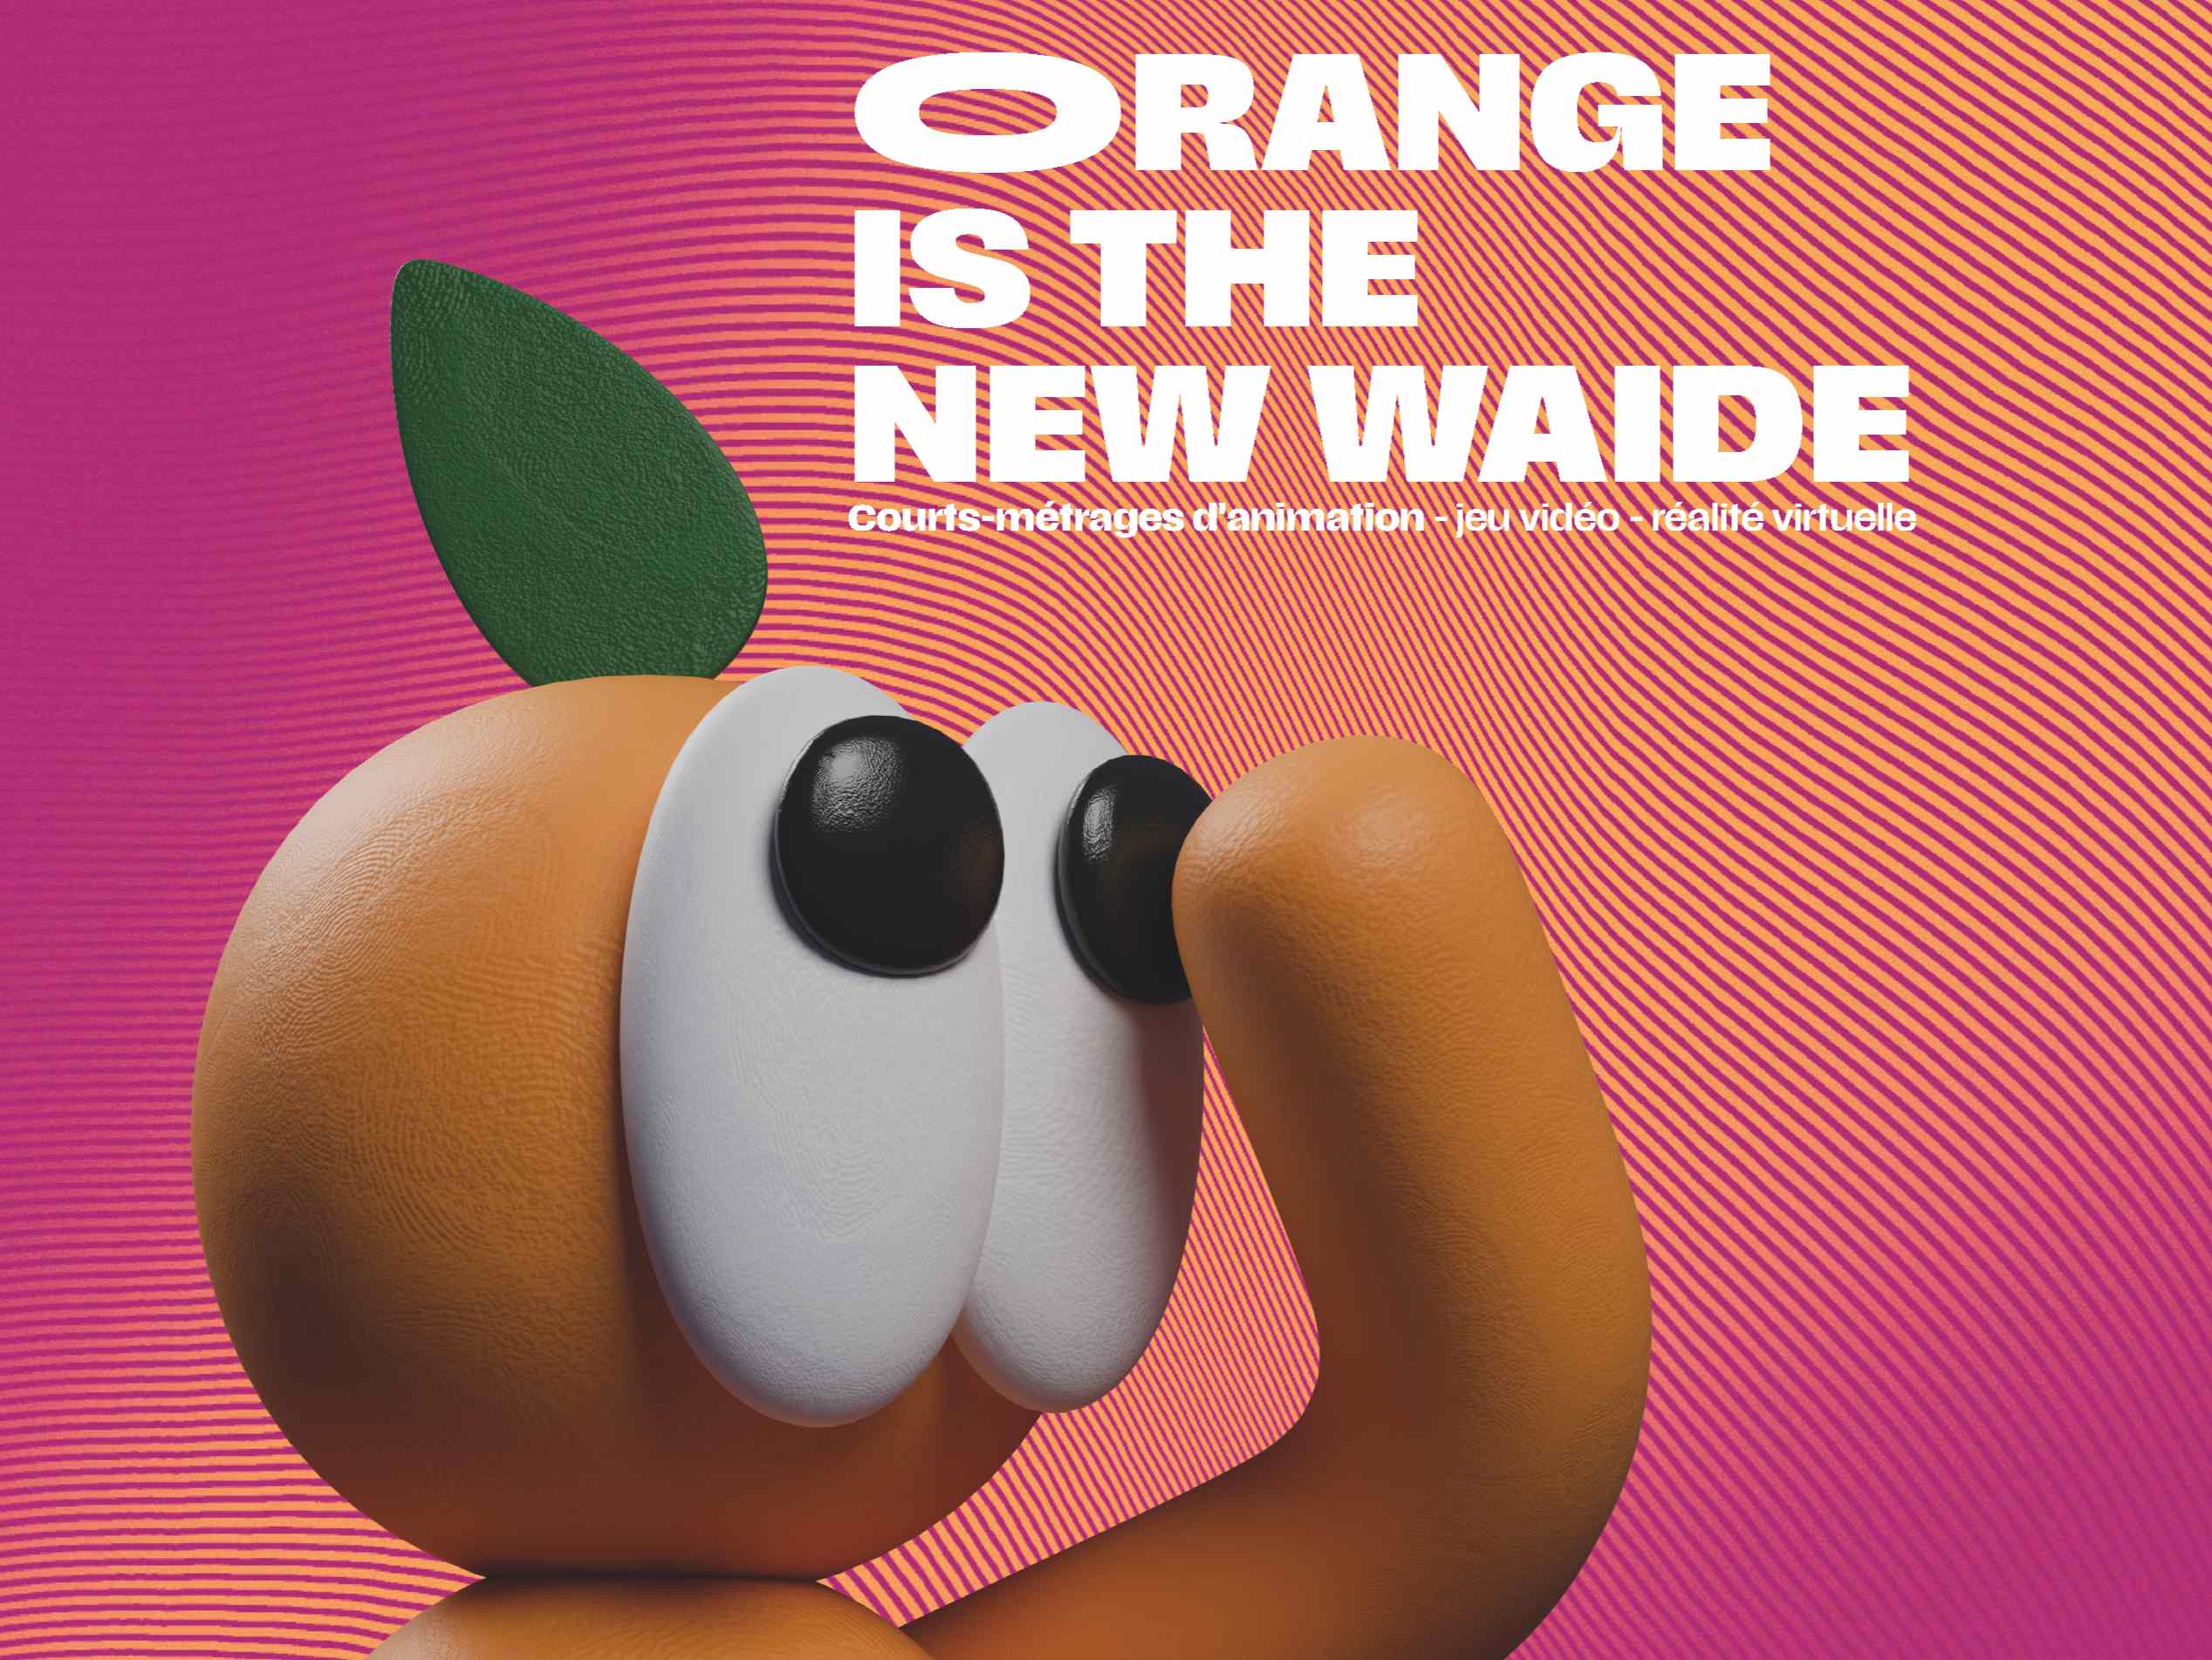 ORANGE
IS THE
NEW WAIDE
Courts-métrages d'animation - jeu vidéo - réalité virtuelle